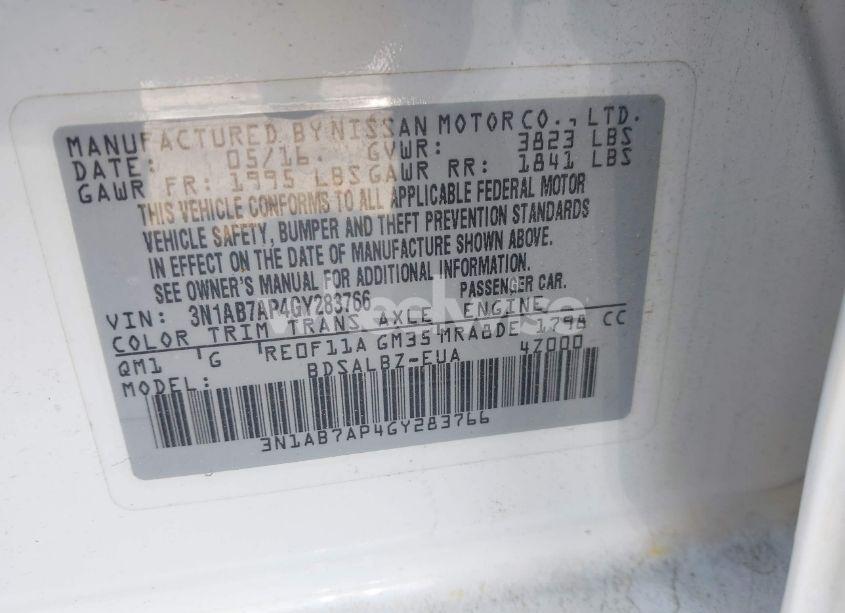 MANUFACTURED BY NISSAN MOTOR CO., LTD.
DATE: 05/16. GVWR: 3823 LBS
GAWR FR: 1995 LBS GAWR RR: 1841 LBS
THIS VEHICLE CONFORMS TO ALL APPLICABLE FEDERAL MOTOR
VEHICLE SAFETY, BUMPER AND THEFT PREVENTION STANDARDS
IN EFFECT ON THE DATE OF MANUFACTURE SHOWN ABOVE.
SEE OWNER'S MANUAL FOR ADDITIONAL INFORMATION.
PASSENGER CAR.
VIN: 3N1AB7AP4GY283766
COLOR TRIM TRANS AXLE ENGINE
QM1 G RE0F11A GM35 MRA8DE 1798 CC
MODEL: BDSALBZ-EUA 4Z000
3N1AB7AP4GY283766